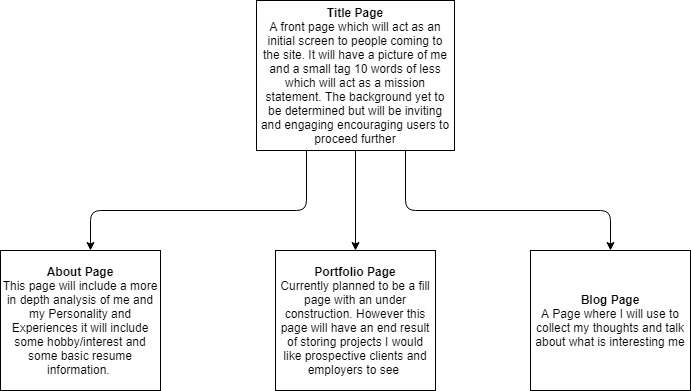 Title Page
A front page which will act as an
initial screen to people coming to
the site. It will have a picture of me
and a small tag 10 words of less
which will act as a mission
statement. The background yet to
be determined but will be inviting
and engaging encouraging users to
proceed further
About Page
This page will include a more
in depth analysis of me and
my Personality and
Experiences it will include
some hobby/interest and
some basic resume
information.
Portfolio Page
Currently planned to be a fill
page with an under
construction. However this
page will have an end result
of storing projects I would
like prospective clients and
employers to see
Blog Page
A Page where I will use to
collect my thoughts and talk
about what is interesting me